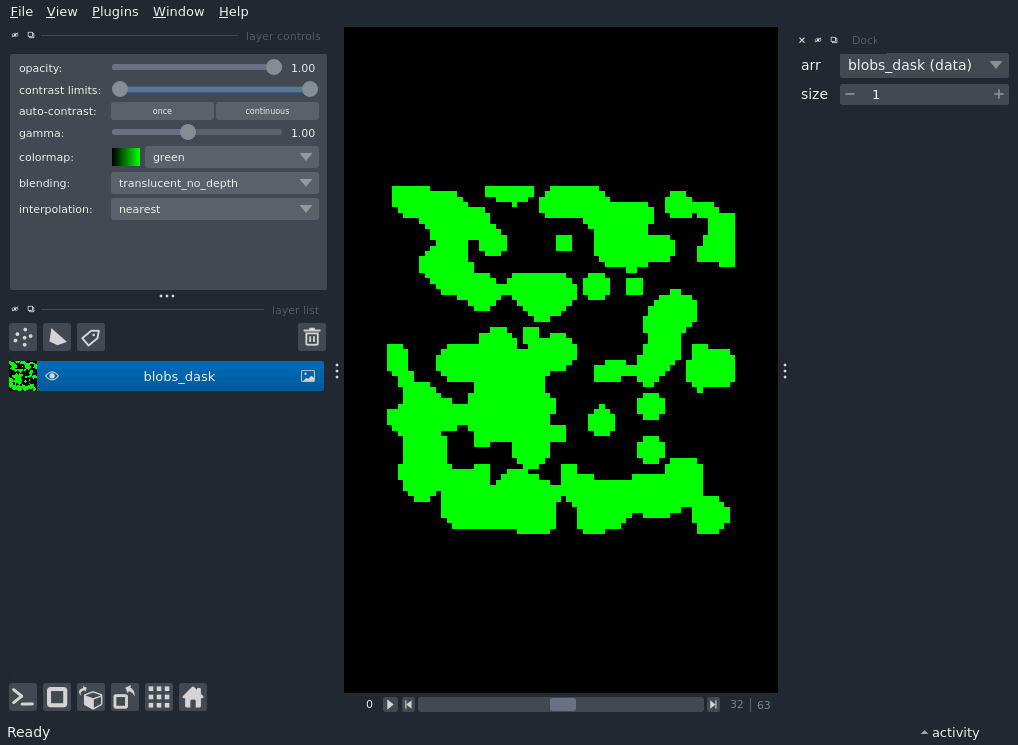 File View Plugins Window Help
layer controls
opacity: 1.00
contrast limits:
auto-contrast: once continuous
gamma: 1.00
colormap: green
blending: translucent_no_depth
interpolation: nearest
layer list
blobs_dask
Dock
arr blobs_dask (data)
size 1
0 32 63
Ready
activity